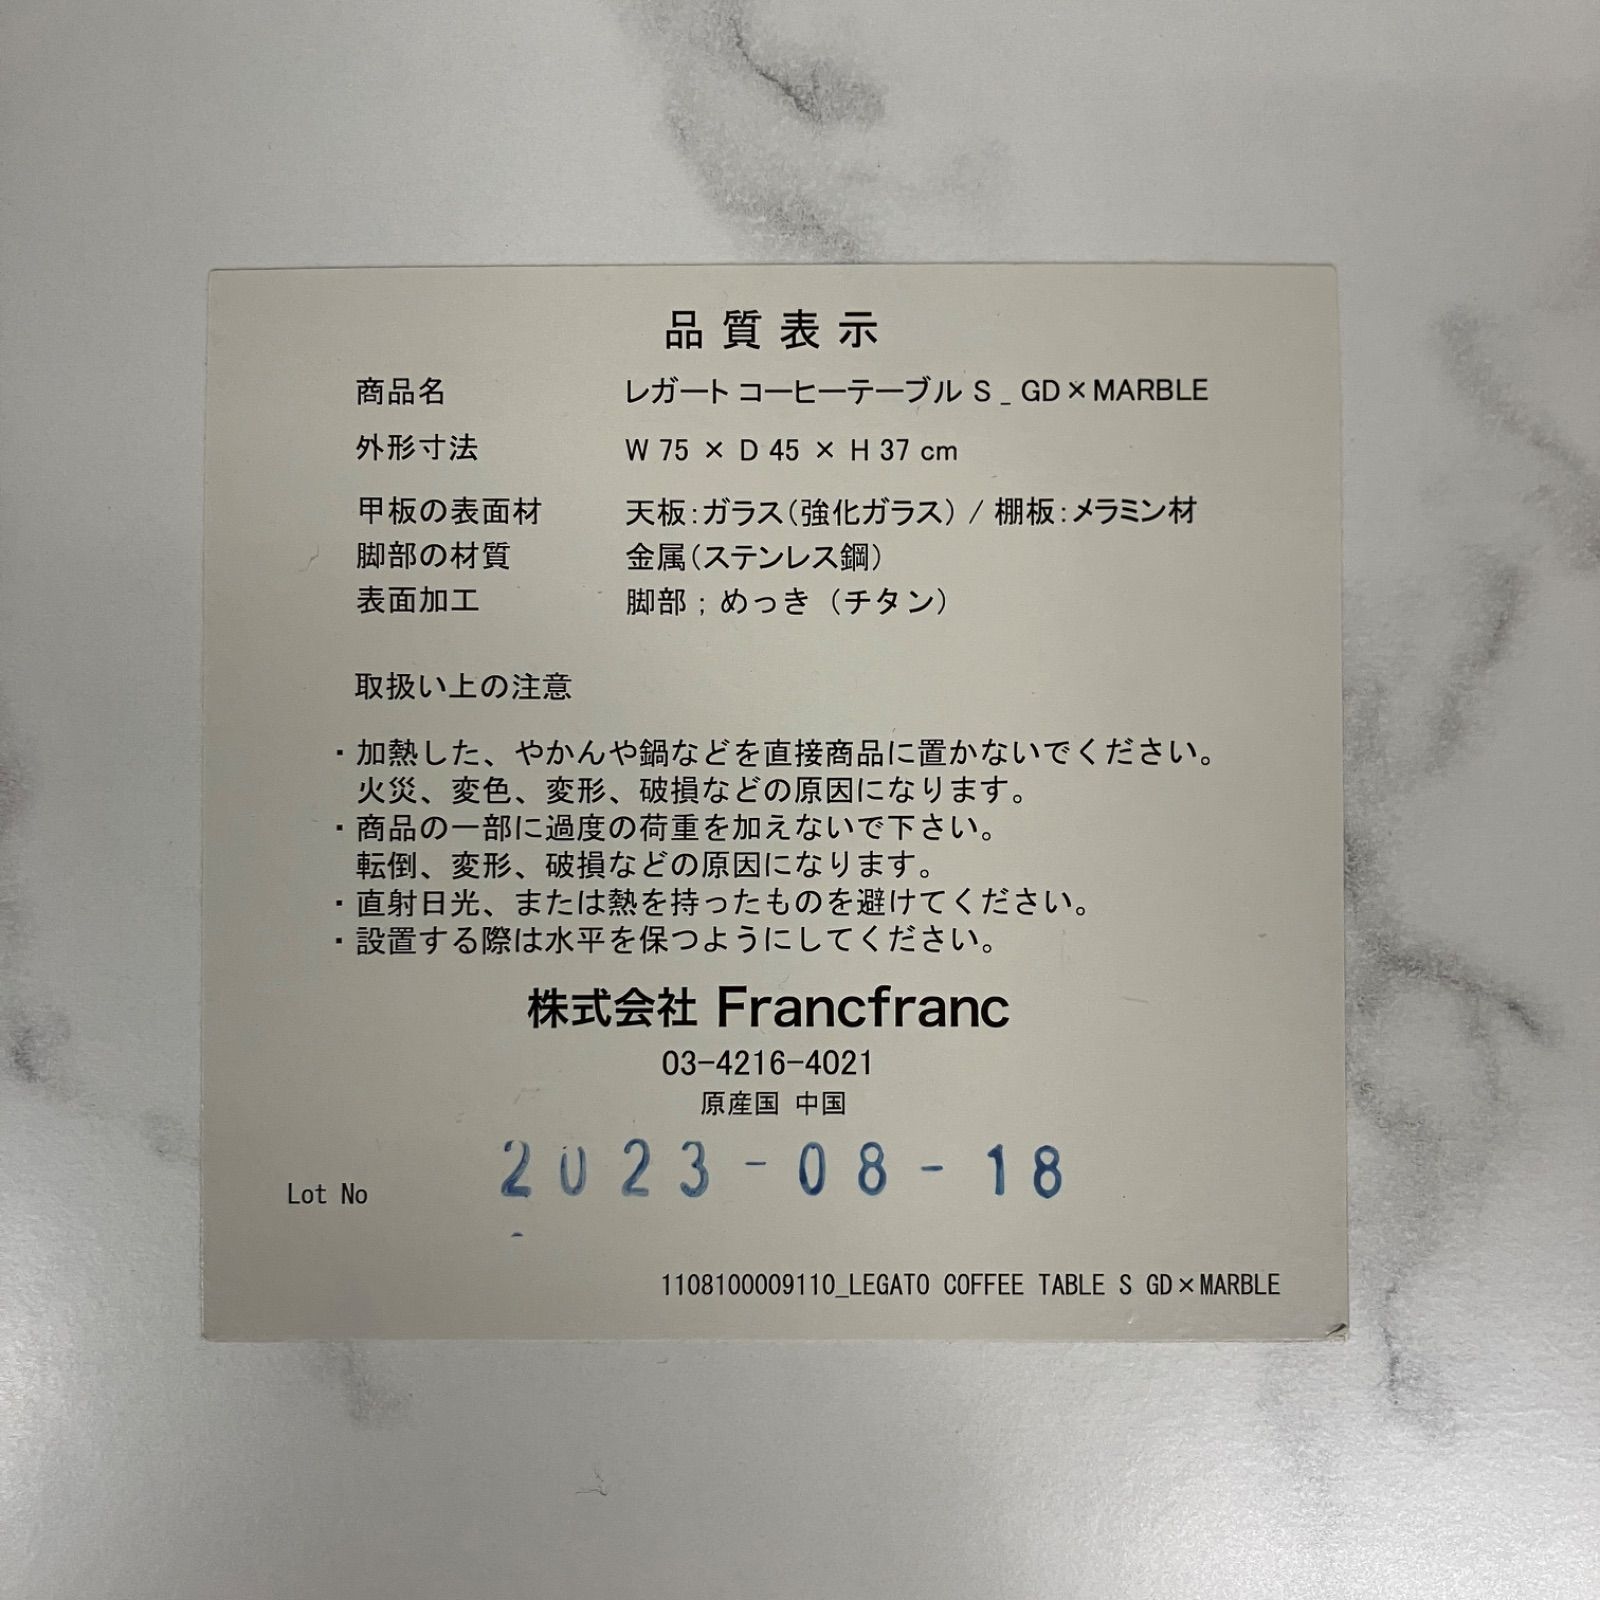 品質表示
商品名 レガート コーヒーテーブル S _ GD×MARBLE
外形寸法 W 75 × D 45 × H 37 cm
甲板の表面材 天板:ガラス(強化ガラス) / 棚板:メラミン材
脚部の材質 金属(ステンレス鋼)
表面加工 脚部 ; めっき (チタン)
取扱い上の注意
・加熱した、やかんや鍋などを直接商品に置かないでください。
火災、変色、変形、破損などの原因になります。
・商品の一部に過度の荷重を加えないで下さい。
転倒、変形、破損などの原因になります。
・直射日光、または熱を持ったものを避けてください。
・設置する際は水平を保つようにしてください。
株式会社 Francfranc
03-4216-4021
原産国 中国
Lot No 2023-08-18
1108100009110_LEGATO COFFEE TABLE S GD×MARBLE